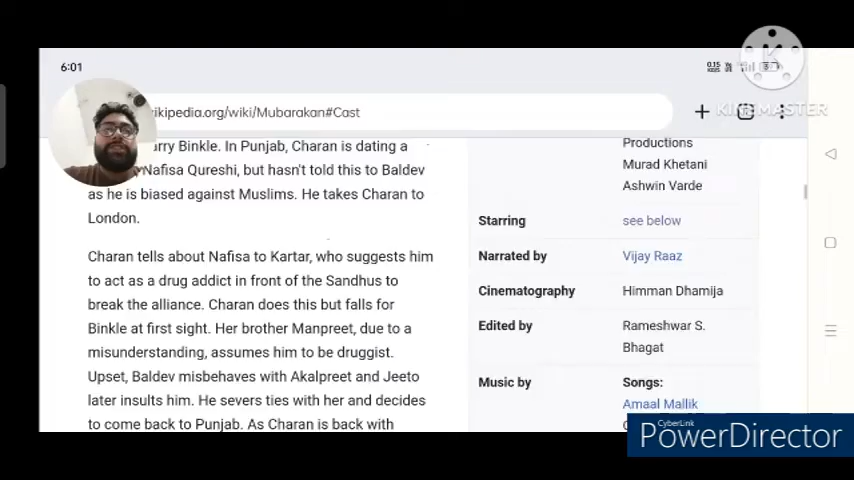 6:01
0.15
KINEMASTER
ikipedia.org/wiki/Mubarakan#Cast
arry Binkle. In Punjab, Charan is dating a
Nafisa Qureshi, but hasn't told this to Baldev
as he is biased against Muslims. He takes Charan to
London.
Charan tells about Nafisa to Kartar, who suggests him
to act as a drug addict in front of the Sandhus to
break the alliance. Charan does this but falls for
Binkle at first sight. Her brother Manpreet, due to a
misunderstanding, assumes him to be druggist.
Upset, Baldev misbehaves with Akalpreet and Jeeto
later insults him. He severs ties with her and decides
to come back to Punjab. As Charan is back with
Productions
Murad Khetani
Ashwin Varde
Starring see below
Narrated by Vijay Raaz
Cinematography Himman Dhamija
Edited by Rameshwar S.
Bhagat
Music by Songs:
Amaal Mallik
CyberLink
PowerDirector